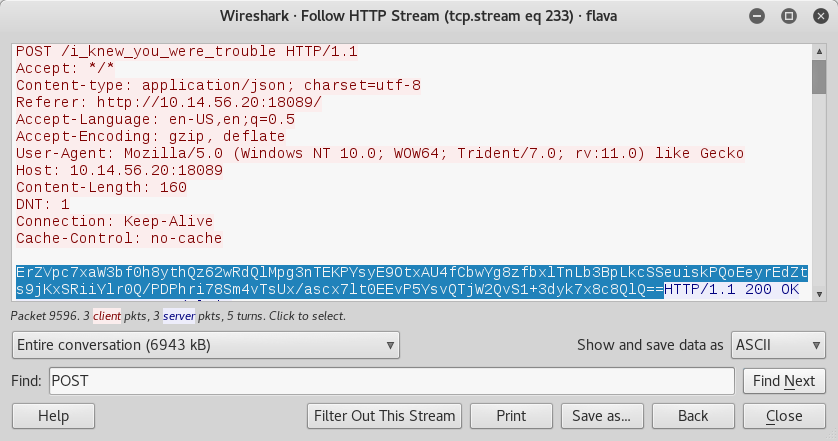 Wireshark · Follow HTTP Stream (tcp.stream eq 233) · flava
POST /i_knew_you_were_trouble HTTP/1.1
Accept: */*
Content-type: application/json; charset=utf-8
Referer: http://10.14.56.20:18089/
Accept-Language: en-US,en;q=0.5
Accept-Encoding: gzip, deflate
User-Agent: Mozilla/5.0 (Windows NT 10.0; WOW64; Trident/7.0; rv:11.0) like Gecko
Host: 10.14.56.20:18089
Content-Length: 160
DNT: 1
Connection: Keep-Alive
Cache-Control: no-cache
ErZVpc7xaW3bf0h8ythQz62wRdQlMpg3nTEKPYsyE9OtxAU4fCbwYg8zfbxlTnLb3BpLkcSSeuiskPQoEeyrEdZt
s9jKxSRiiYlr0Q/PDPhri78Sm4vTsUx/ascx7lt0EEvP5YsvQTjW2QvS1+3dyk7x8c8QlQ==HTTP/1.1 200 OK
Packet 9596. 3 client pkts, 3 server pkts, 5 turns. Click to select.
Entire conversation (6943 kB)
Show and save data as ASCII
Find: POST
Find Next
Help
Filter Out This Stream
Print
Save as...
Back
Close